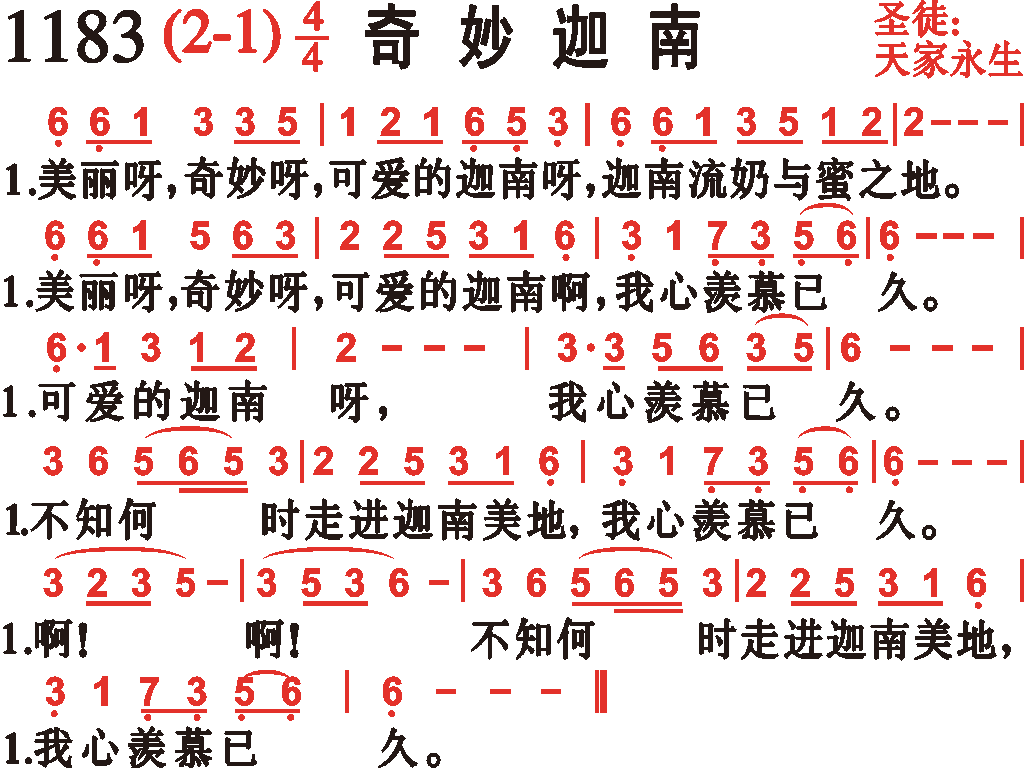 1183 (2-1) 4/4 奇妙迦南 圣徒:
天家永生
6 6 1 3 3 5 | 1 2 1 6 5 3 | 6 6 1 3 5 1 2 | 2 - - - |
1.美丽呀,奇妙呀,可爱的迦南呀,迦南流奶与蜜之地。
6 6 1 5 6 3 | 2 2 5 3 1 6 | 3 1 7 3 5 6 | 6 - - - |
1.美丽呀,奇妙呀,可爱的迦南啊,我心羡慕已 久。
6 · 1 3 1 2 | 2 - - - | 3 · 3 5 6 3 5 | 6 - - - |
1.可爱的迦南 呀, 我心羡慕已 久。
3 6 5 6 5 3 | 2 2 5 3 1 6 | 3 1 7 3 5 6 | 6 - - - |
1.不知何 时走进迦南美地, 我心羡慕已 久。
3 2 3 5 - | 3 5 3 6 - | 3 6 5 6 5 3 | 2 2 5 3 1 6 |
1.啊! 啊! 不知何 时走进迦南美地,
3 1 7 3 5 6 | 6 - - - ‖
1.我心羡慕已 久。